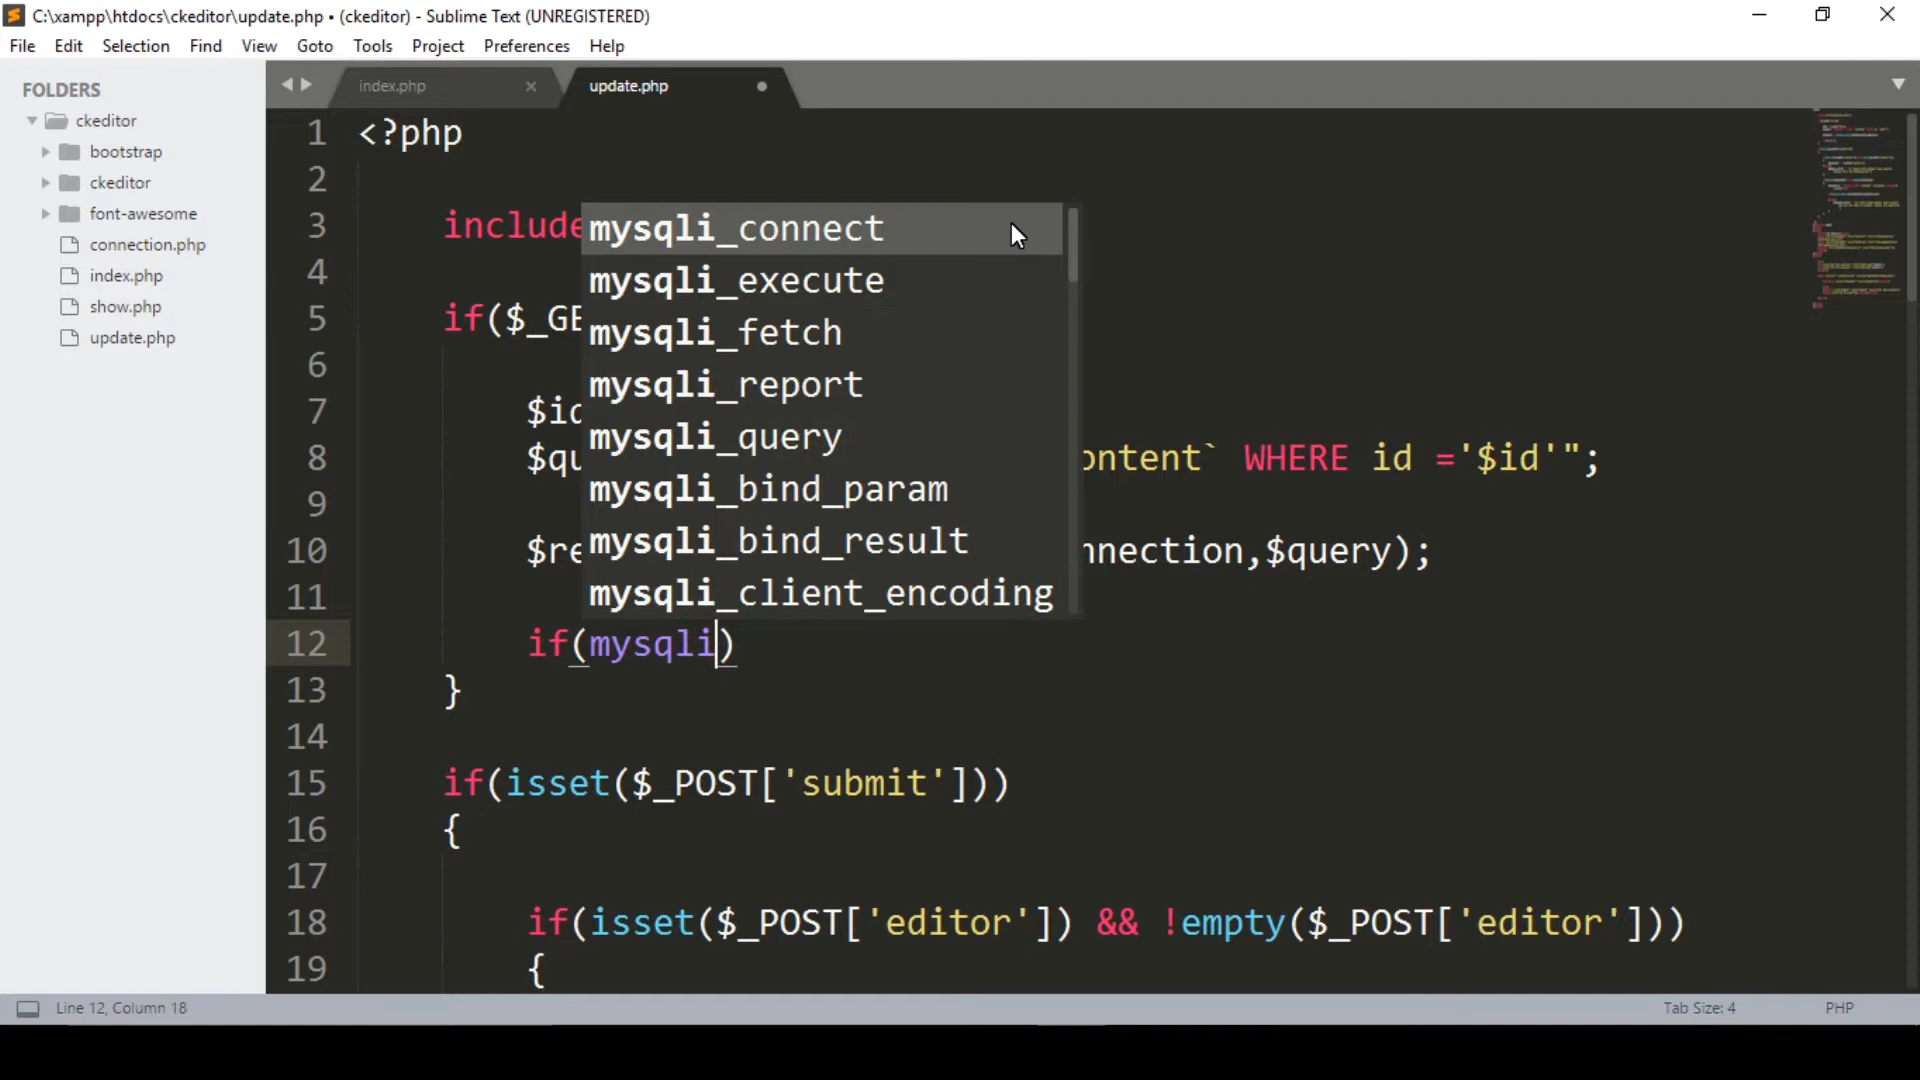 C:\xampp\htdocs\ckeditor\update.php • (ckeditor) - Sublime Text (UNREGISTERED)
File Edit Selection Find View Goto Tools Project Preferences Help
FOLDERS
ckeditor
bootstrap
ckeditor
font-awesome
connection.php
index.php
show.php
update.php
index.php update.php
1 <?php
2
3 include
4
5 if($_GE
6
7 $id
8 $qu ontent` WHERE id ='$id'";
9
10 $re nnection,$query);
11
12 if(mysqli)
13 }
14
15 if(isset($_POST['submit']))
16 {
17
18 if(isset($_POST['editor']) && !empty($_POST['editor']))
19 {
mysqli_connect
mysqli_execute
mysqli_fetch
mysqli_report
mysqli_query
mysqli_bind_param
mysqli_bind_result
mysqli_client_encoding
Line 12, Column 18 Tab Size: 4 PHP